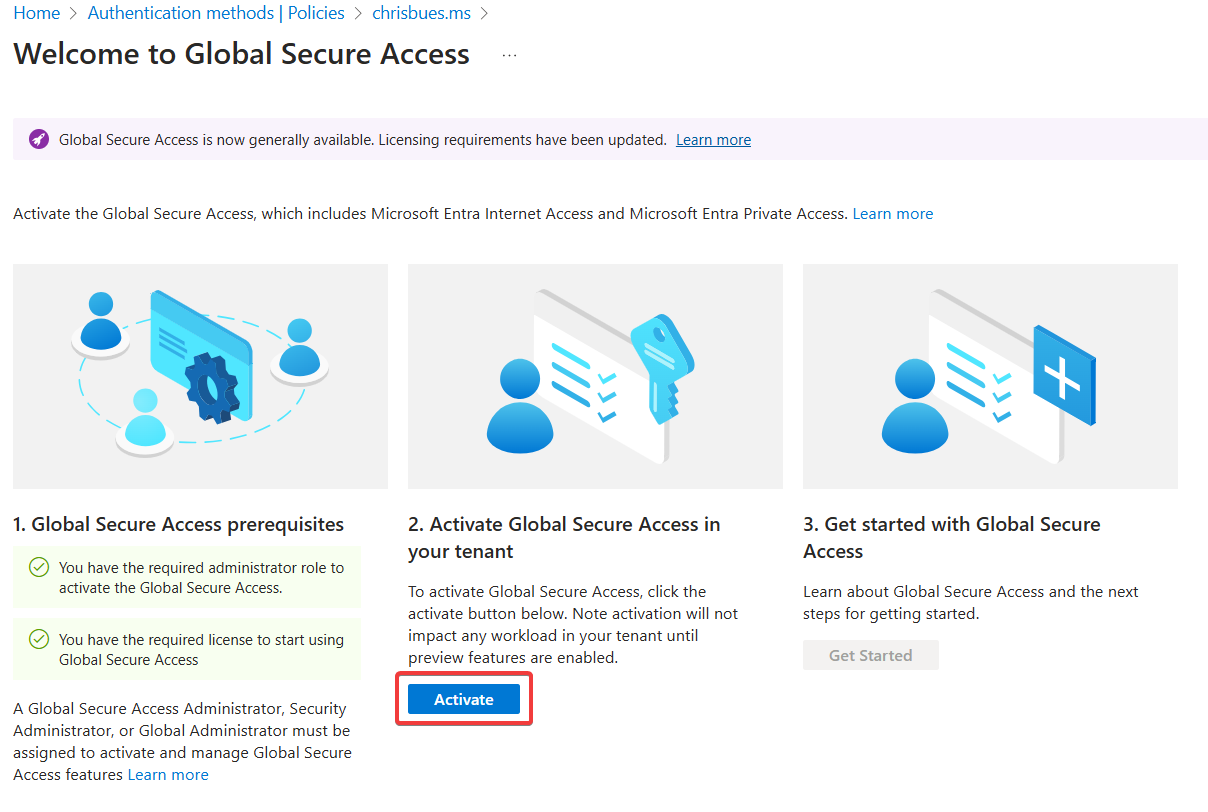 Home > Authentication methods | Policies > chrisbues.ms >
Welcome to Global Secure Access ...
Global Secure Access is now generally available. Licensing requirements have been updated. Learn more
Activate the Global Secure Access, which includes Microsoft Entra Internet Access and Microsoft Entra Private Access. Learn more
1. Global Secure Access prerequisites
You have the required administrator role to
activate the Global Secure Access.
You have the required license to start using
Global Secure Access
A Global Secure Access Administrator, Security
Administrator, or Global Administrator must be
assigned to activate and manage Global Secure
Access features Learn more
2. Activate Global Secure Access in
your tenant
To activate Global Secure Access, click the
activate button below. Note activation will not
impact any workload in your tenant until
preview features are enabled.
Activate
3. Get started with Global Secure
Access
Learn about Global Secure Access and the next
steps for getting started.
Get Started